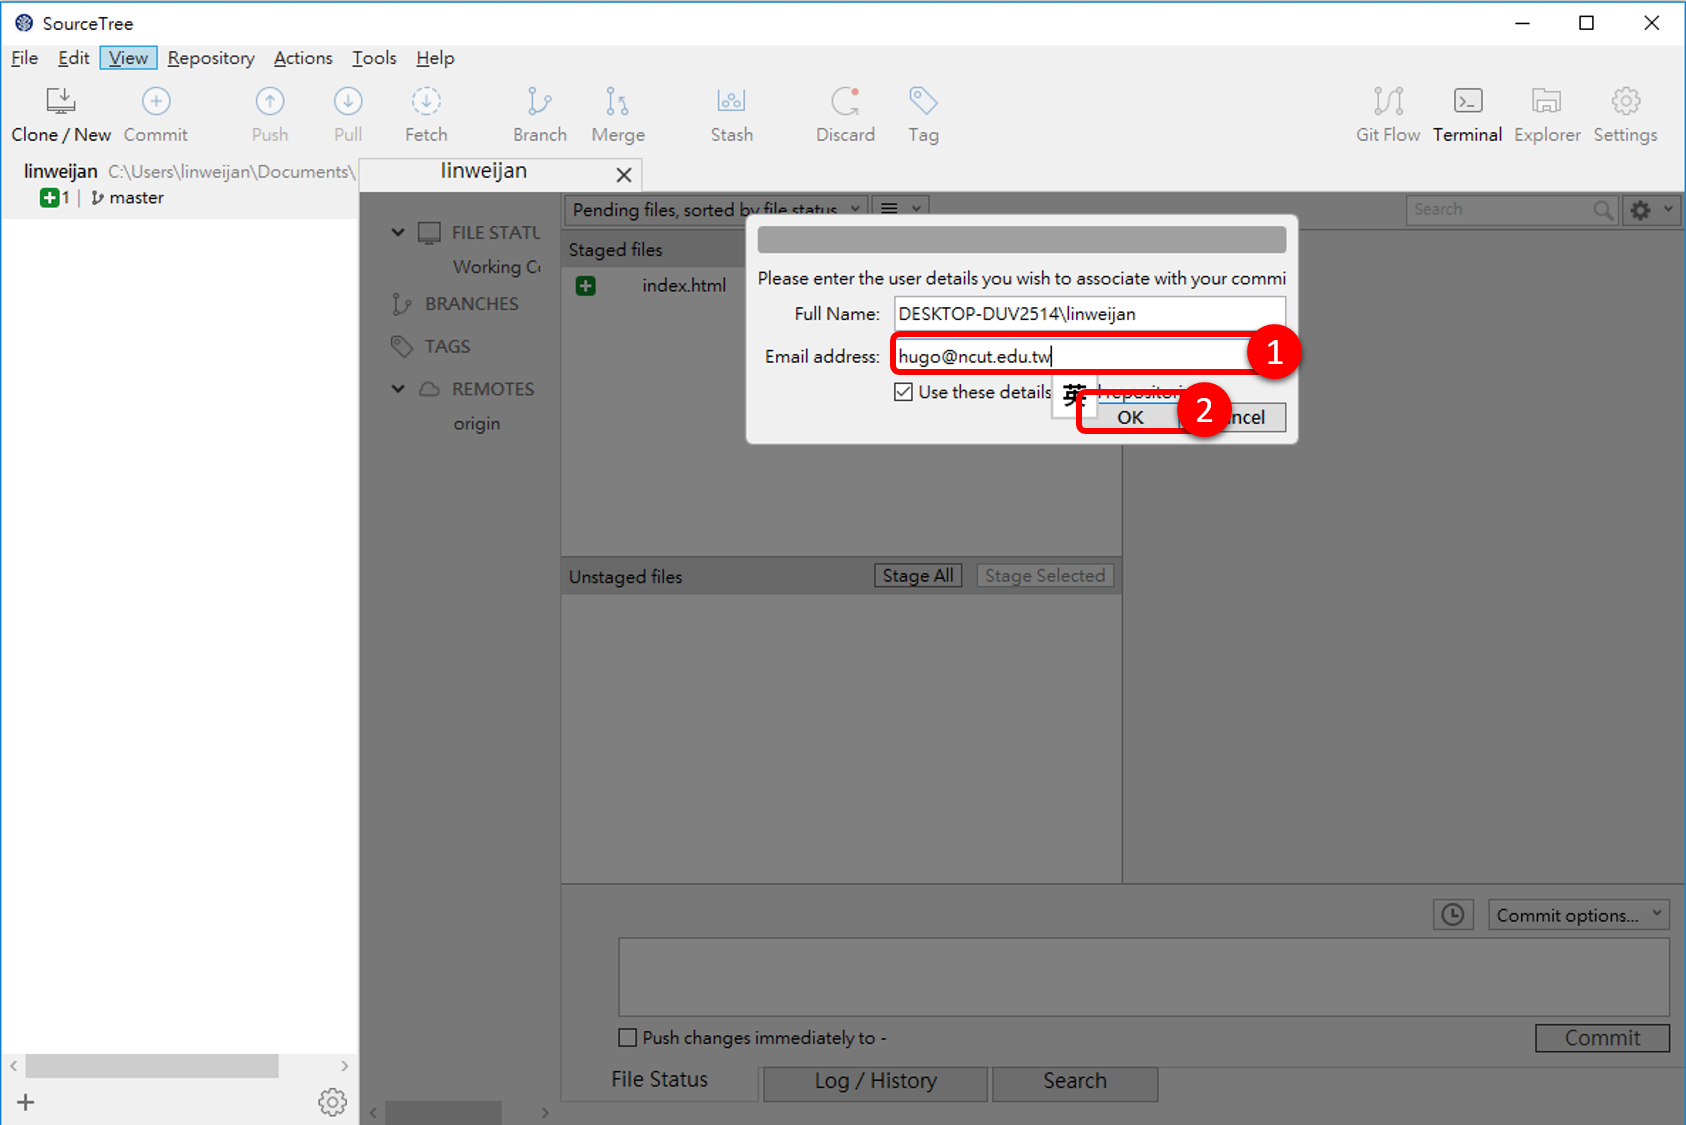 SourceTree
File Edit View Repository Actions Tools Help
Clone / New Commit Push Pull Fetch Branch Merge Stash Discard Tag Git Flow Terminal Explorer Settings
linweijan C:\Users\linweijan\Documents\
1 master
linweijan
FILE STATU
Working Co
BRANCHES
TAGS
REMOTES
origin
Pending files, sorted by file status
Search
Staged files
index.html
Please enter the user details you wish to associate with your commi
Full Name: DESKTOP-DUV2514\linweijan
Email address: hugo@ncut.edu.tw
1
Use these details
英
OK
2
Unstaged files Stage All Stage Selected
Commit options...
Push changes immediately to -
Commit
File Status Log / History Search